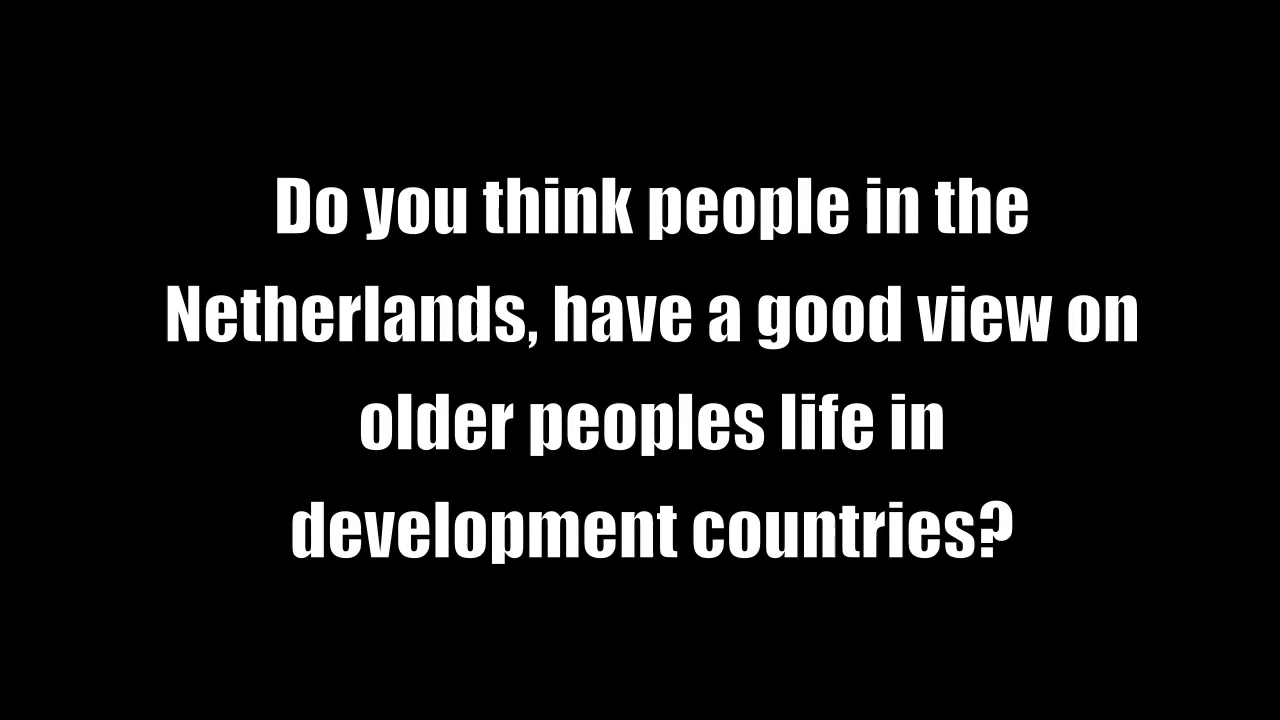 Do you think people in the
Netherlands, have a good view on
older peoples life in
development countries?